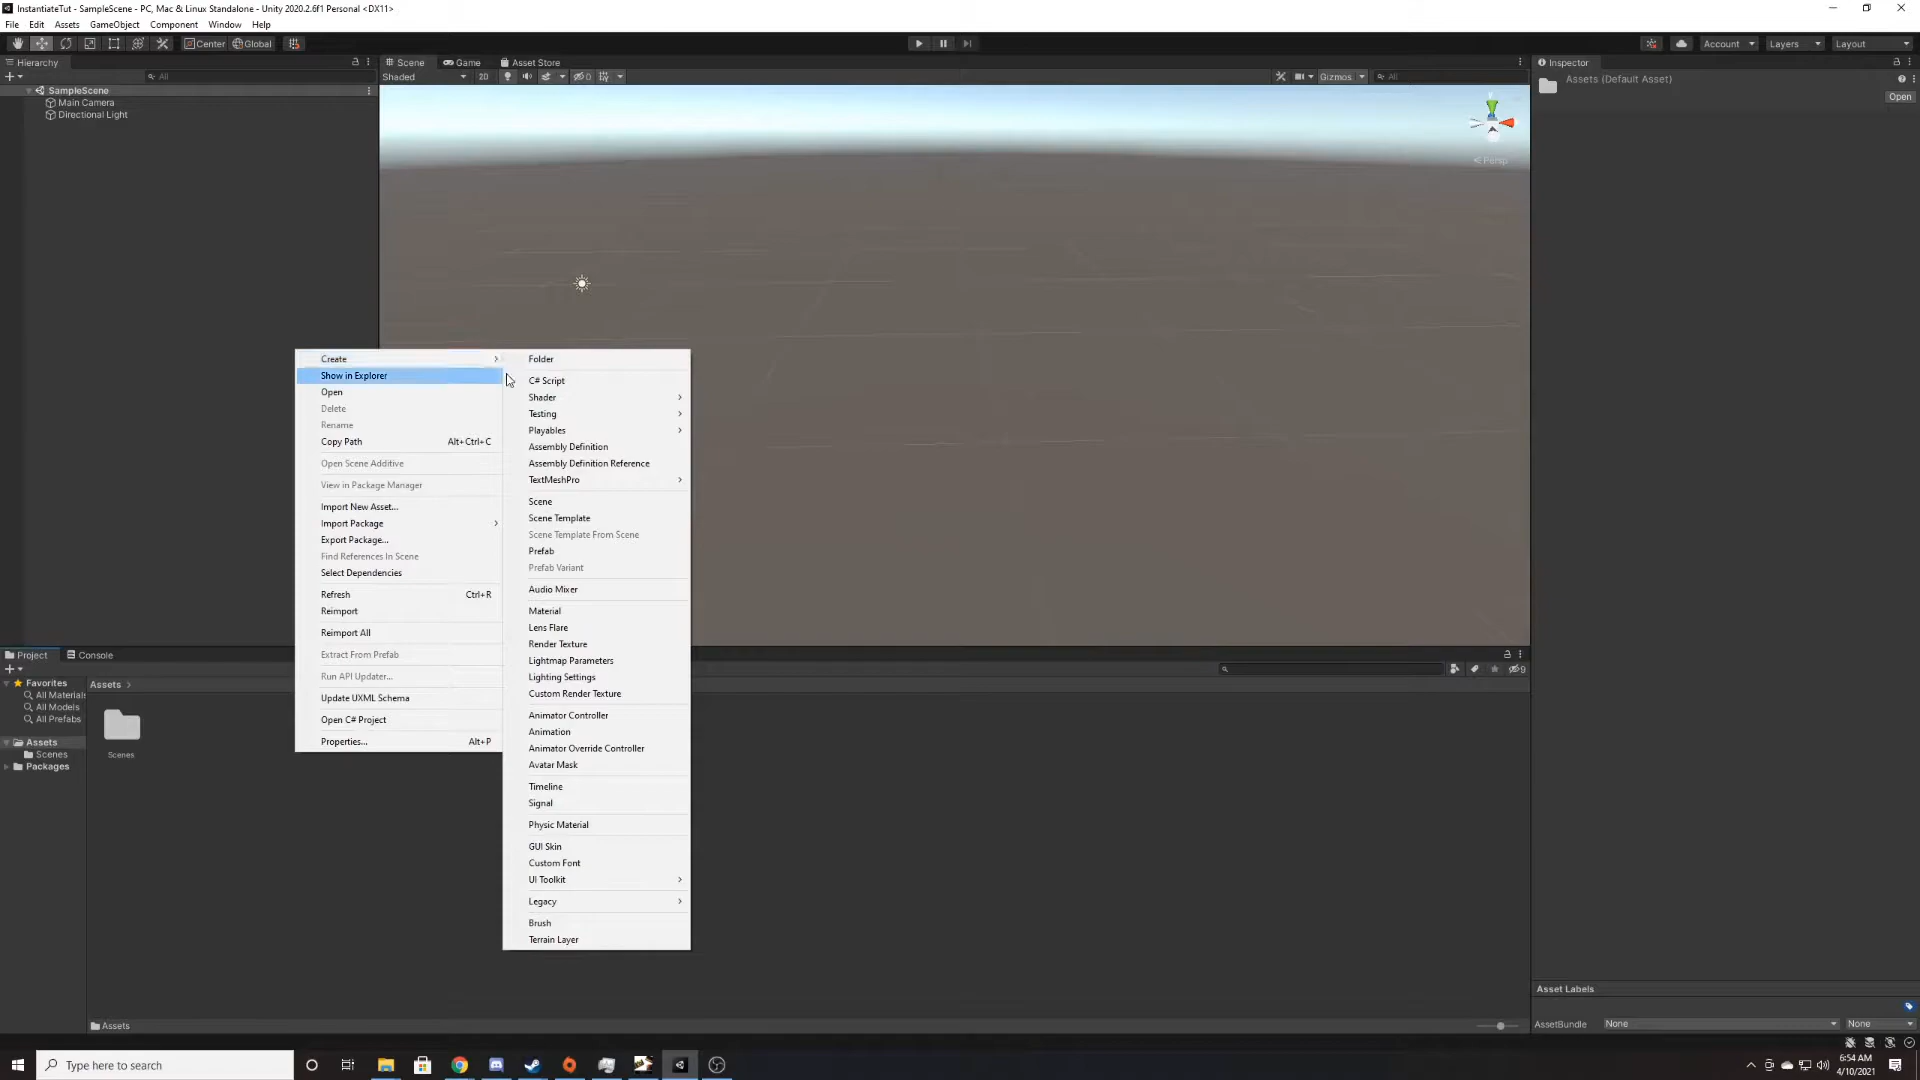 InstantiateTut - SampleScene - PC, Mac & Linux Standalone - Unity 2020.2.6f1 Personal <DX11>
File Edit Assets GameObject Component Window Help
Center Global Account Layers Layout
Hierarchy
All
SampleScene
Main Camera
Directional Light
Scene Game Asset Store
Shaded 2D 0 Gizmos All
Persp
Inspector
Assets (Default Asset)
Open
Create
Show in Explorer
Open
Delete
Rename
Copy Path Alt+Ctrl+C
Open Scene Additive
View in Package Manager
Import New Asset...
Import Package
Export Package...
Find References In Scene
Select Dependencies
Refresh Ctrl+R
Reimport
Reimport All
Extract From Prefab
Run API Updater...
Update UXML Schema
Open C# Project
Properties... Alt+P
Folder
C# Script
Shader
Testing
Playables
Assembly Definition
Assembly Definition Reference
TextMeshPro
Scene
Scene Template
Scene Template From Scene
Prefab
Prefab Variant
Audio Mixer
Material
Lens Flare
Render Texture
Lightmap Parameters
Lighting Settings
Custom Render Texture
Animator Controller
Animation
Animator Override Controller
Avatar Mask
Timeline
Signal
Physic Material
GUI Skin
Custom Font
UI Toolkit
Legacy
Brush
Terrain Layer
Project Console
9
Favorites
All Materials
All Models
All Prefabs
Assets
Scenes
Packages
Assets
Scenes
Assets
Asset Labels
AssetBundle None None
Type here to search
6:54 AM
4/10/2021